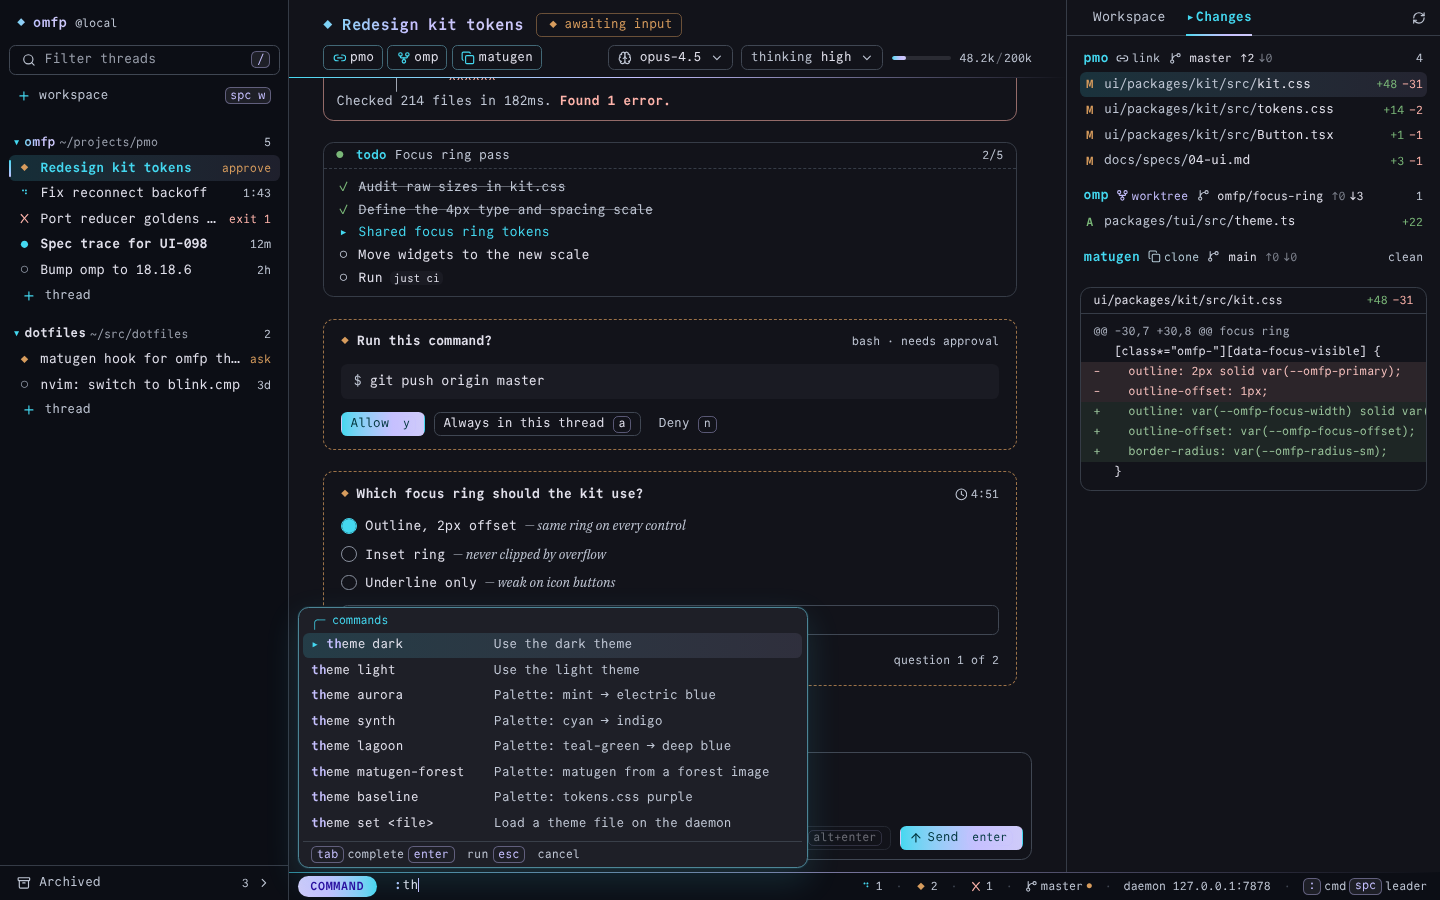 omfp @local
Filter threads /
+ workspace spc w
omfp ~/projects/pmo 5
Redesign kit tokens approve
Fix reconnect backoff 1:43
Port reducer goldens … exit 1
Spec trace for UI-098 12m
Bump omp to 18.18.6 2h
+ thread
dotfiles ~/src/dotfiles 2
matugen hook for omfp th… ask
nvim: switch to blink.cmp 3d
+ thread
Archived 3
Redesign kit tokens awaiting input
pmo omp matugen opus-4.5 thinking high 48.2k/200k
Checked 214 files in 182ms. Found 1 error.
todo Focus ring pass 2/5
✓ Audit raw sizes in kit.css
✓ Define the 4px type and spacing scale
▸ Shared focus ring tokens
Move widgets to the new scale
Run just ci
Run this command? bash · needs approval
$ git push origin master
Allow y Always in this thread a Deny n
Which focus ring should the kit use? 4:51
Outline, 2px offset — same ring on every control
Inset ring — never clipped by overflow
Underline only — weak on icon buttons
question 1 of 2
commands
▸ theme dark Use the dark theme
theme light Use the light theme
theme aurora Palette: mint → electric blue
theme synth Palette: cyan → indigo
theme lagoon Palette: teal-green → deep blue
theme matugen-forest Palette: matugen from a forest image
theme baseline Palette: tokens.css purple
theme set <file> Load a theme file on the daemon
tab complete enter run esc cancel
alt+enter Send enter
COMMAND :th 1 · 2 · 1 · master · daemon 127.0.0.1:7878 · : cmd spc leader
Workspace ▸Changes
pmo link master ↑2 ↓0 4
M ui/packages/kit/src/kit.css +48 −31
M ui/packages/kit/src/tokens.css +14 −2
M ui/packages/kit/src/Button.tsx +1 −1
M docs/specs/04-ui.md +3 −1
omp worktree omfp/focus-ring ↑0 ↓3 1
A packages/tui/src/theme.ts +22
matugen clone main ↑0 ↓0 clean
ui/packages/kit/src/kit.css +48 −31
@@ -30,7 +30,8 @@ focus ring
[class*="omfp-"][data-focus-visible] {
- outline: 2px solid var(--omfp-primary);
- outline-offset: 1px;
+ outline: var(--omfp-focus-width) solid var(
+ outline-offset: var(--omfp-focus-offset);
+ border-radius: var(--omfp-radius-sm);
}